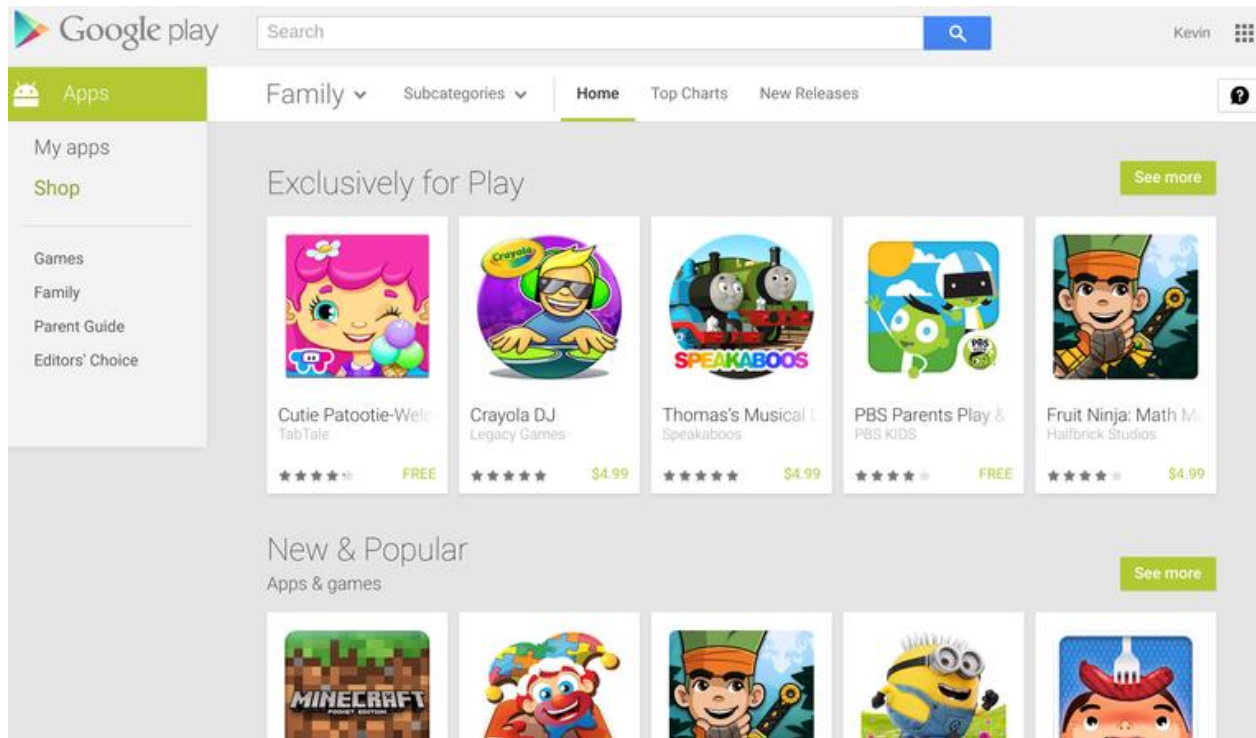 Google play
Search
Kevin
Apps
Family
Subcategories
Home
Top Charts
New Releases
My apps
Shop
Games
Family
Parent Guide
Editors' Choice
Exclusively for Play
See more
Crayola
SPEAKABOOS
PBS KIDS
Cutie Patootie-Welc
TabTale
FREE
Crayola DJ
Legacy Games
$4.99
Thomas's Musical
Speakaboos
$4.99
PBS Parents Play &
PBS KIDS
FREE
Fruit Ninja: Math M
Halfbrick Studios
$4.99
New & Popular
Apps & games
See more
MINECRAFT
POCKET EDITION